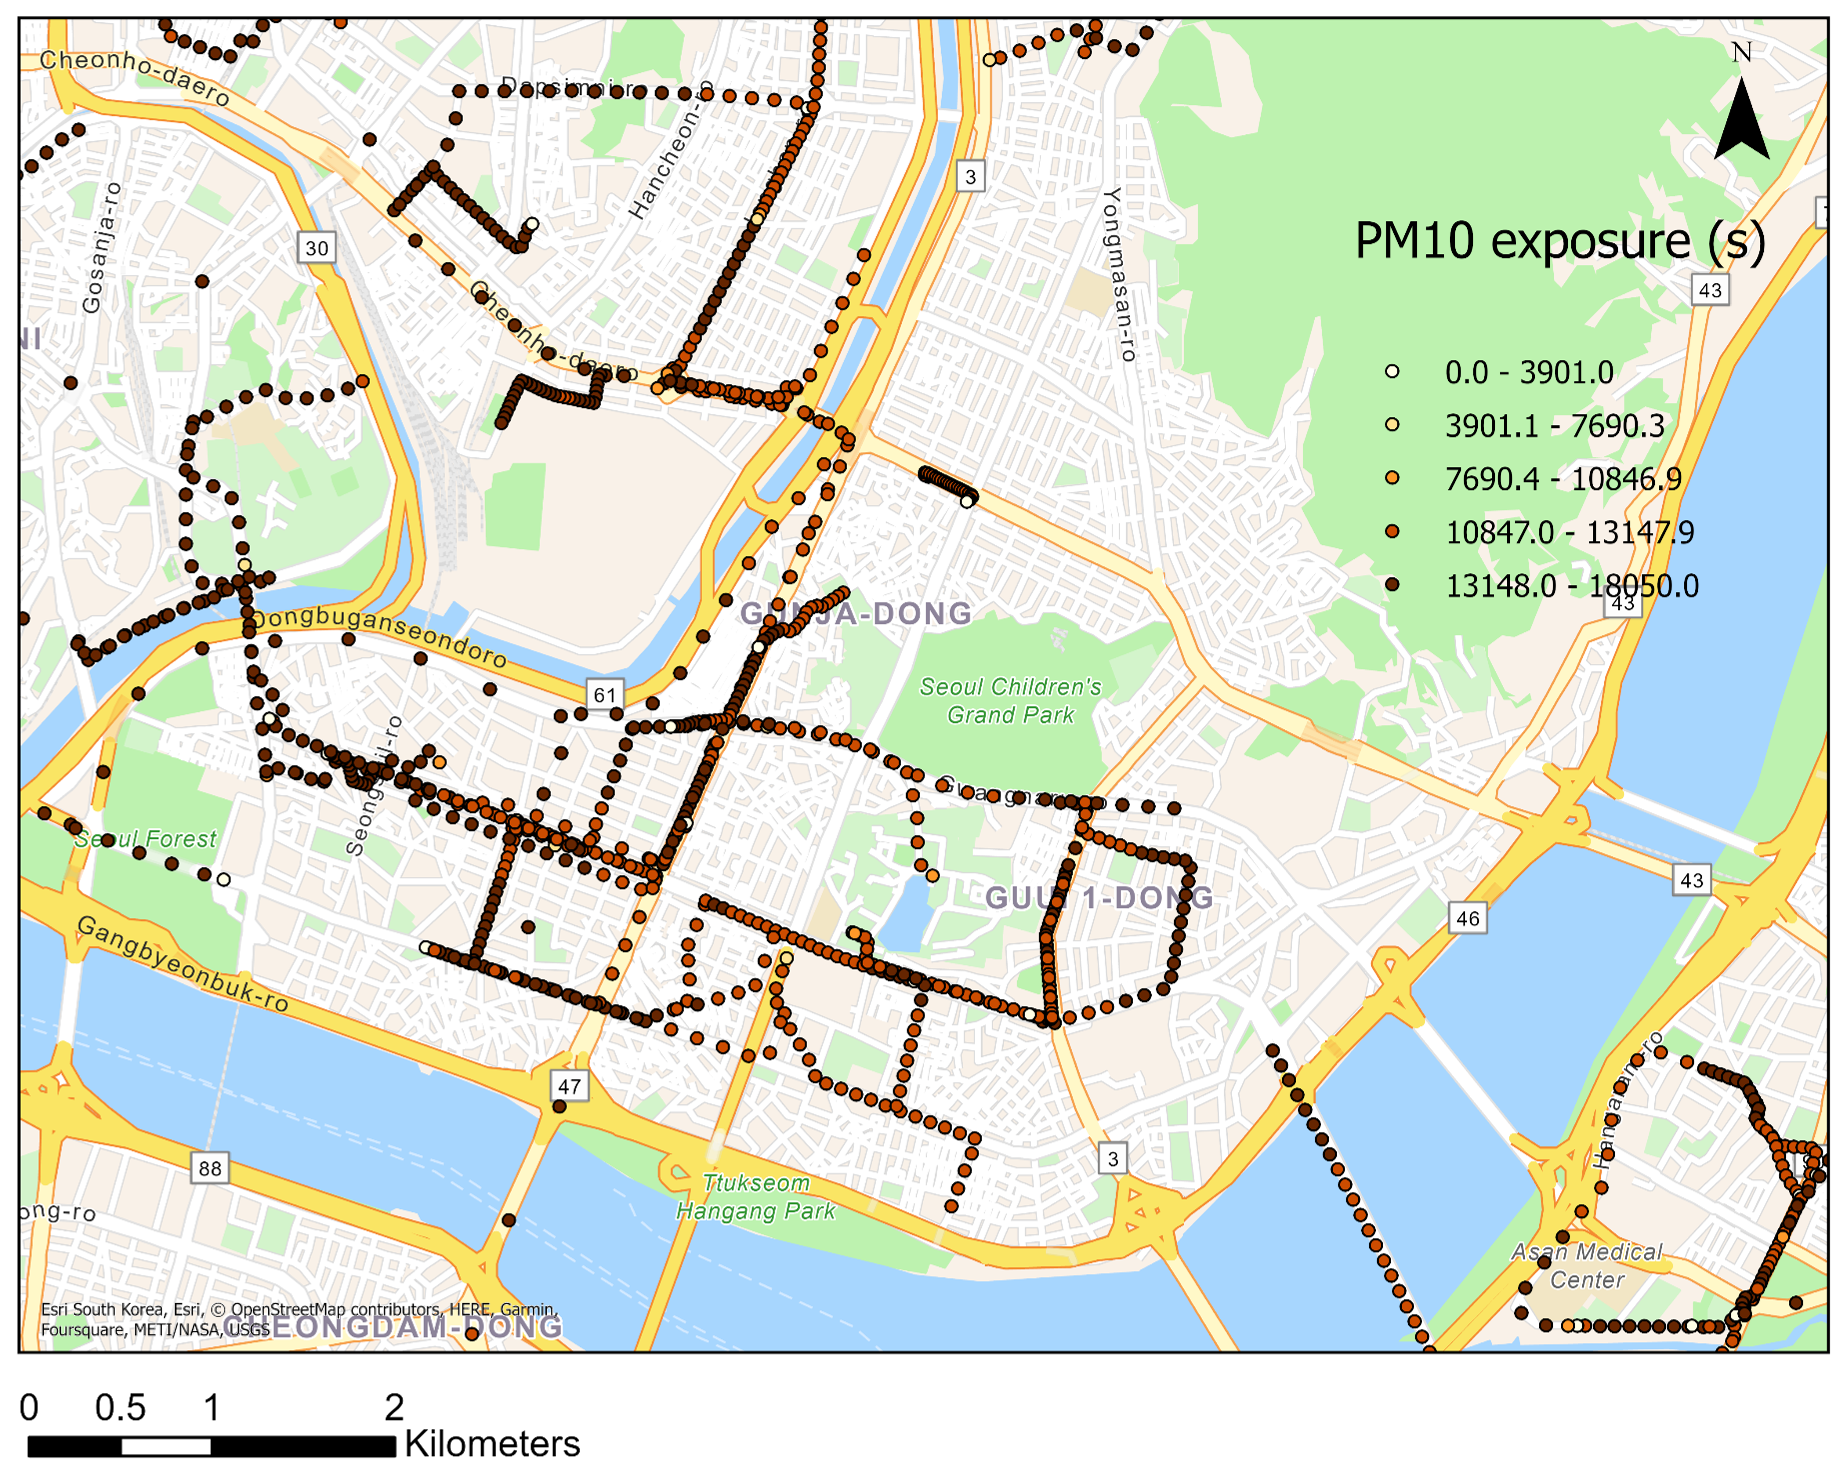 Cheonho-daero
Dapsimni-ro
Hancheon-ro
N
3
30
Gosanja-ro
Yongmasan-ro
PM10 exposure (s)
43
NI
Cheonho-daero
0.0 - 3901.0
3901.1 - 7690.3
7690.4 - 10846.9
10847.0 - 13147.9
13148.0 - 18050.0
43
GUNJA-DONG
Dongbuganseondoro
61
Seoul Children's
Grand Park
Seongsuil-ro
Seoul Forest
Gwangnaru-ro
43
GUUI 1-DONG
46
Gangbyeonbuk-ro
47
Hangaram-ro
88
3
Ttukseom
Hangang Park
ong-ro
Asan Medical
Center
Esri South Korea, Esri, © OpenStreetMap contributors, HERE, Garmin,
Foursquare, METI/NASA, USGS
CHEONGDAM-DONG
0 0.5 1 2
Kilometers